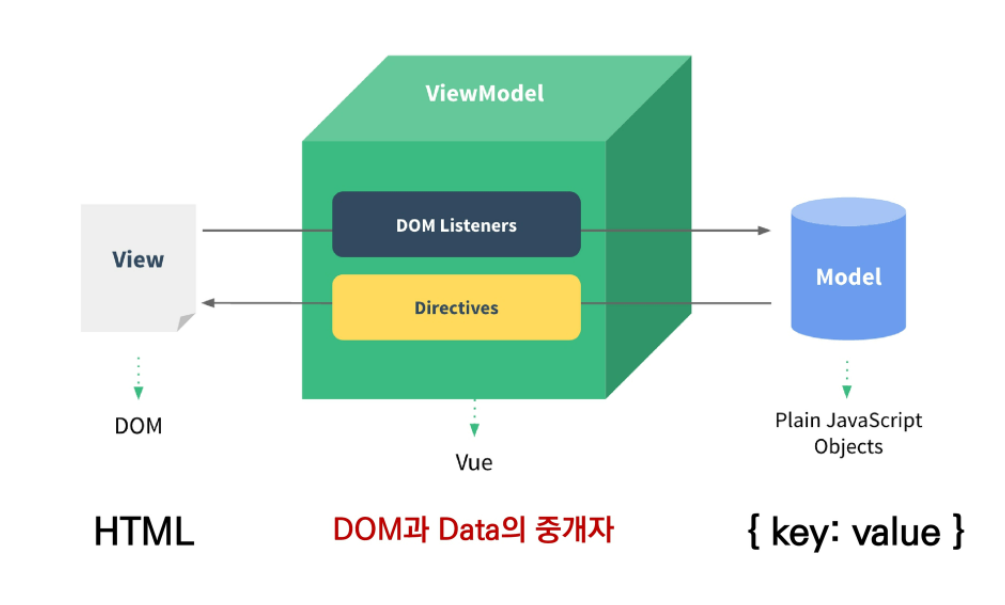 ViewModel
DOM Listeners
View
Directives
Model
DOM
Vue
Plain JavaScript
Objects
HTML
DOM과 Data의 중개자
{ key: value }